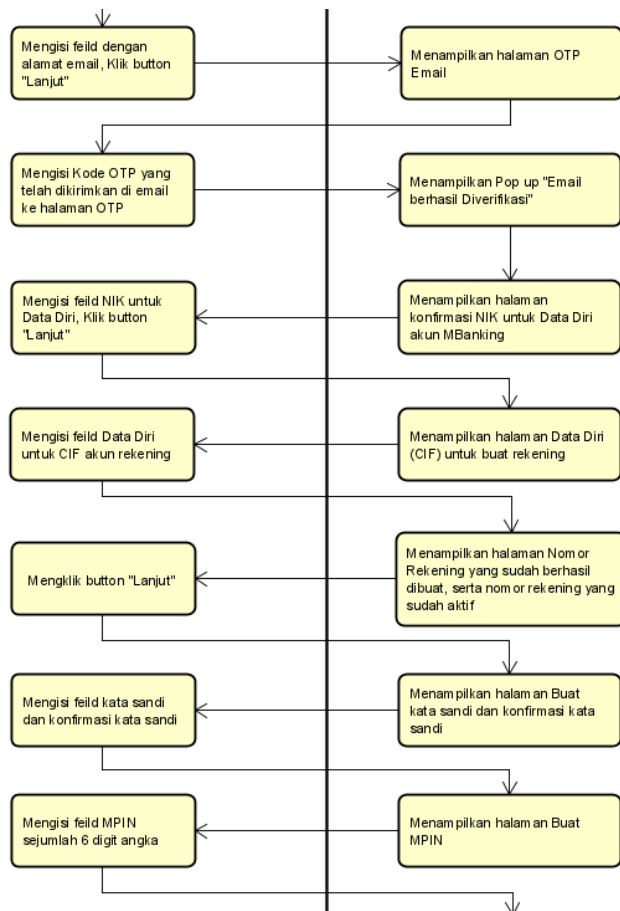 Mengisi feild dengan
alamat email, Klik button
"Lanjut"
Menampilkan halaman OTP
Email
Mengisi Kode OTP yang
telah dikirimkan di email
ke halaman OTP
Menampilkan Pop up "Email
berhasil Diverifikasi"
Mengisi feild NIK untuk
Data Diri, Klik button
"Lanjut"
Menampilkan halaman
konfirmasi NIK untuk Data Diri
akun MBanking
Mengisi feild Data Diri
untuk CIF akun rekening
Menampilkan halaman Data Diri
(CIF) untuk buat rekening
Mengklik button "Lanjut"
Menampilkan halaman Nomor
Rekening yang sudah berhasil
dibuat, serta nomor rekening yang
sudah aktif
Mengisi feild kata sandi
dan konfirmasi kata sandi
Menampilkan halaman Buat
kata sandi dan konfirmasi kata
sandi
Mengisi feild MPIN
sejumlah 6 digit angka
Menampilkan halaman Buat
MPIN